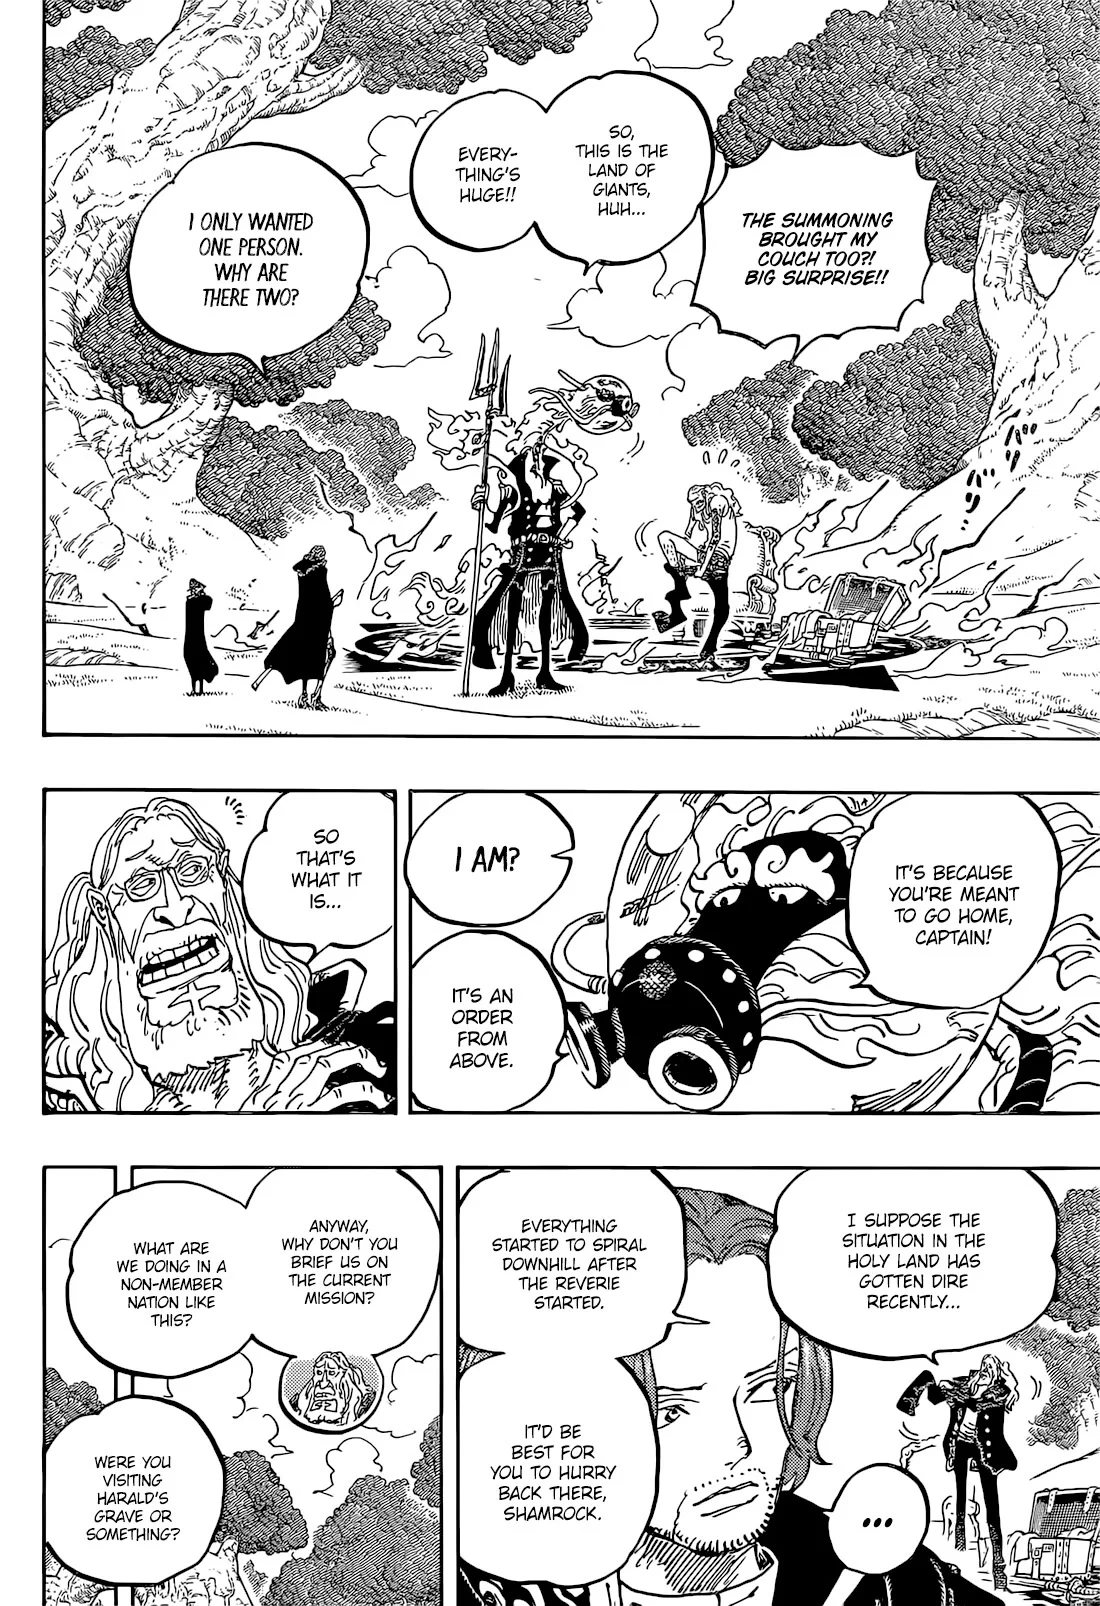 THE SUMMONING
BROUGHT MY
COUCH TOO?!
BIG SURPRISE!!
SO,
THIS IS THE
LAND OF
GIANTS,
HUH...
EVERY-
THING'S
HUGE!!
I ONLY WANTED
ONE PERSON.
WHY ARE
THERE TWO?
IT'S BECAUSE
YOU'RE MEANT
TO GO HOME,
CAPTAIN!
I AM?
IT'S AN
ORDER
FROM
ABOVE.
SO
THAT'S
WHAT IT
IS...
I SUPPOSE THE
SITUATION IN THE
HOLY LAND HAS
GOTTEN DIRE
RECENTLY...
EVERYTHING
STARTED TO SPIRAL
DOWNHILL AFTER
THE REVERIE
STARTED.
IT'D BE
BEST FOR
YOU TO HURRY
BACK THERE,
SHAMROCK.
...
ANYWAY,
WHY DON'T YOU
BRIEF US ON
THE CURRENT
MISSION?
WHAT ARE
WE DOING IN A
NON-MEMBER
NATION LIKE
THIS?
WERE YOU
VISITING
HARALD'S
GRAVE OR
SOMETHING?